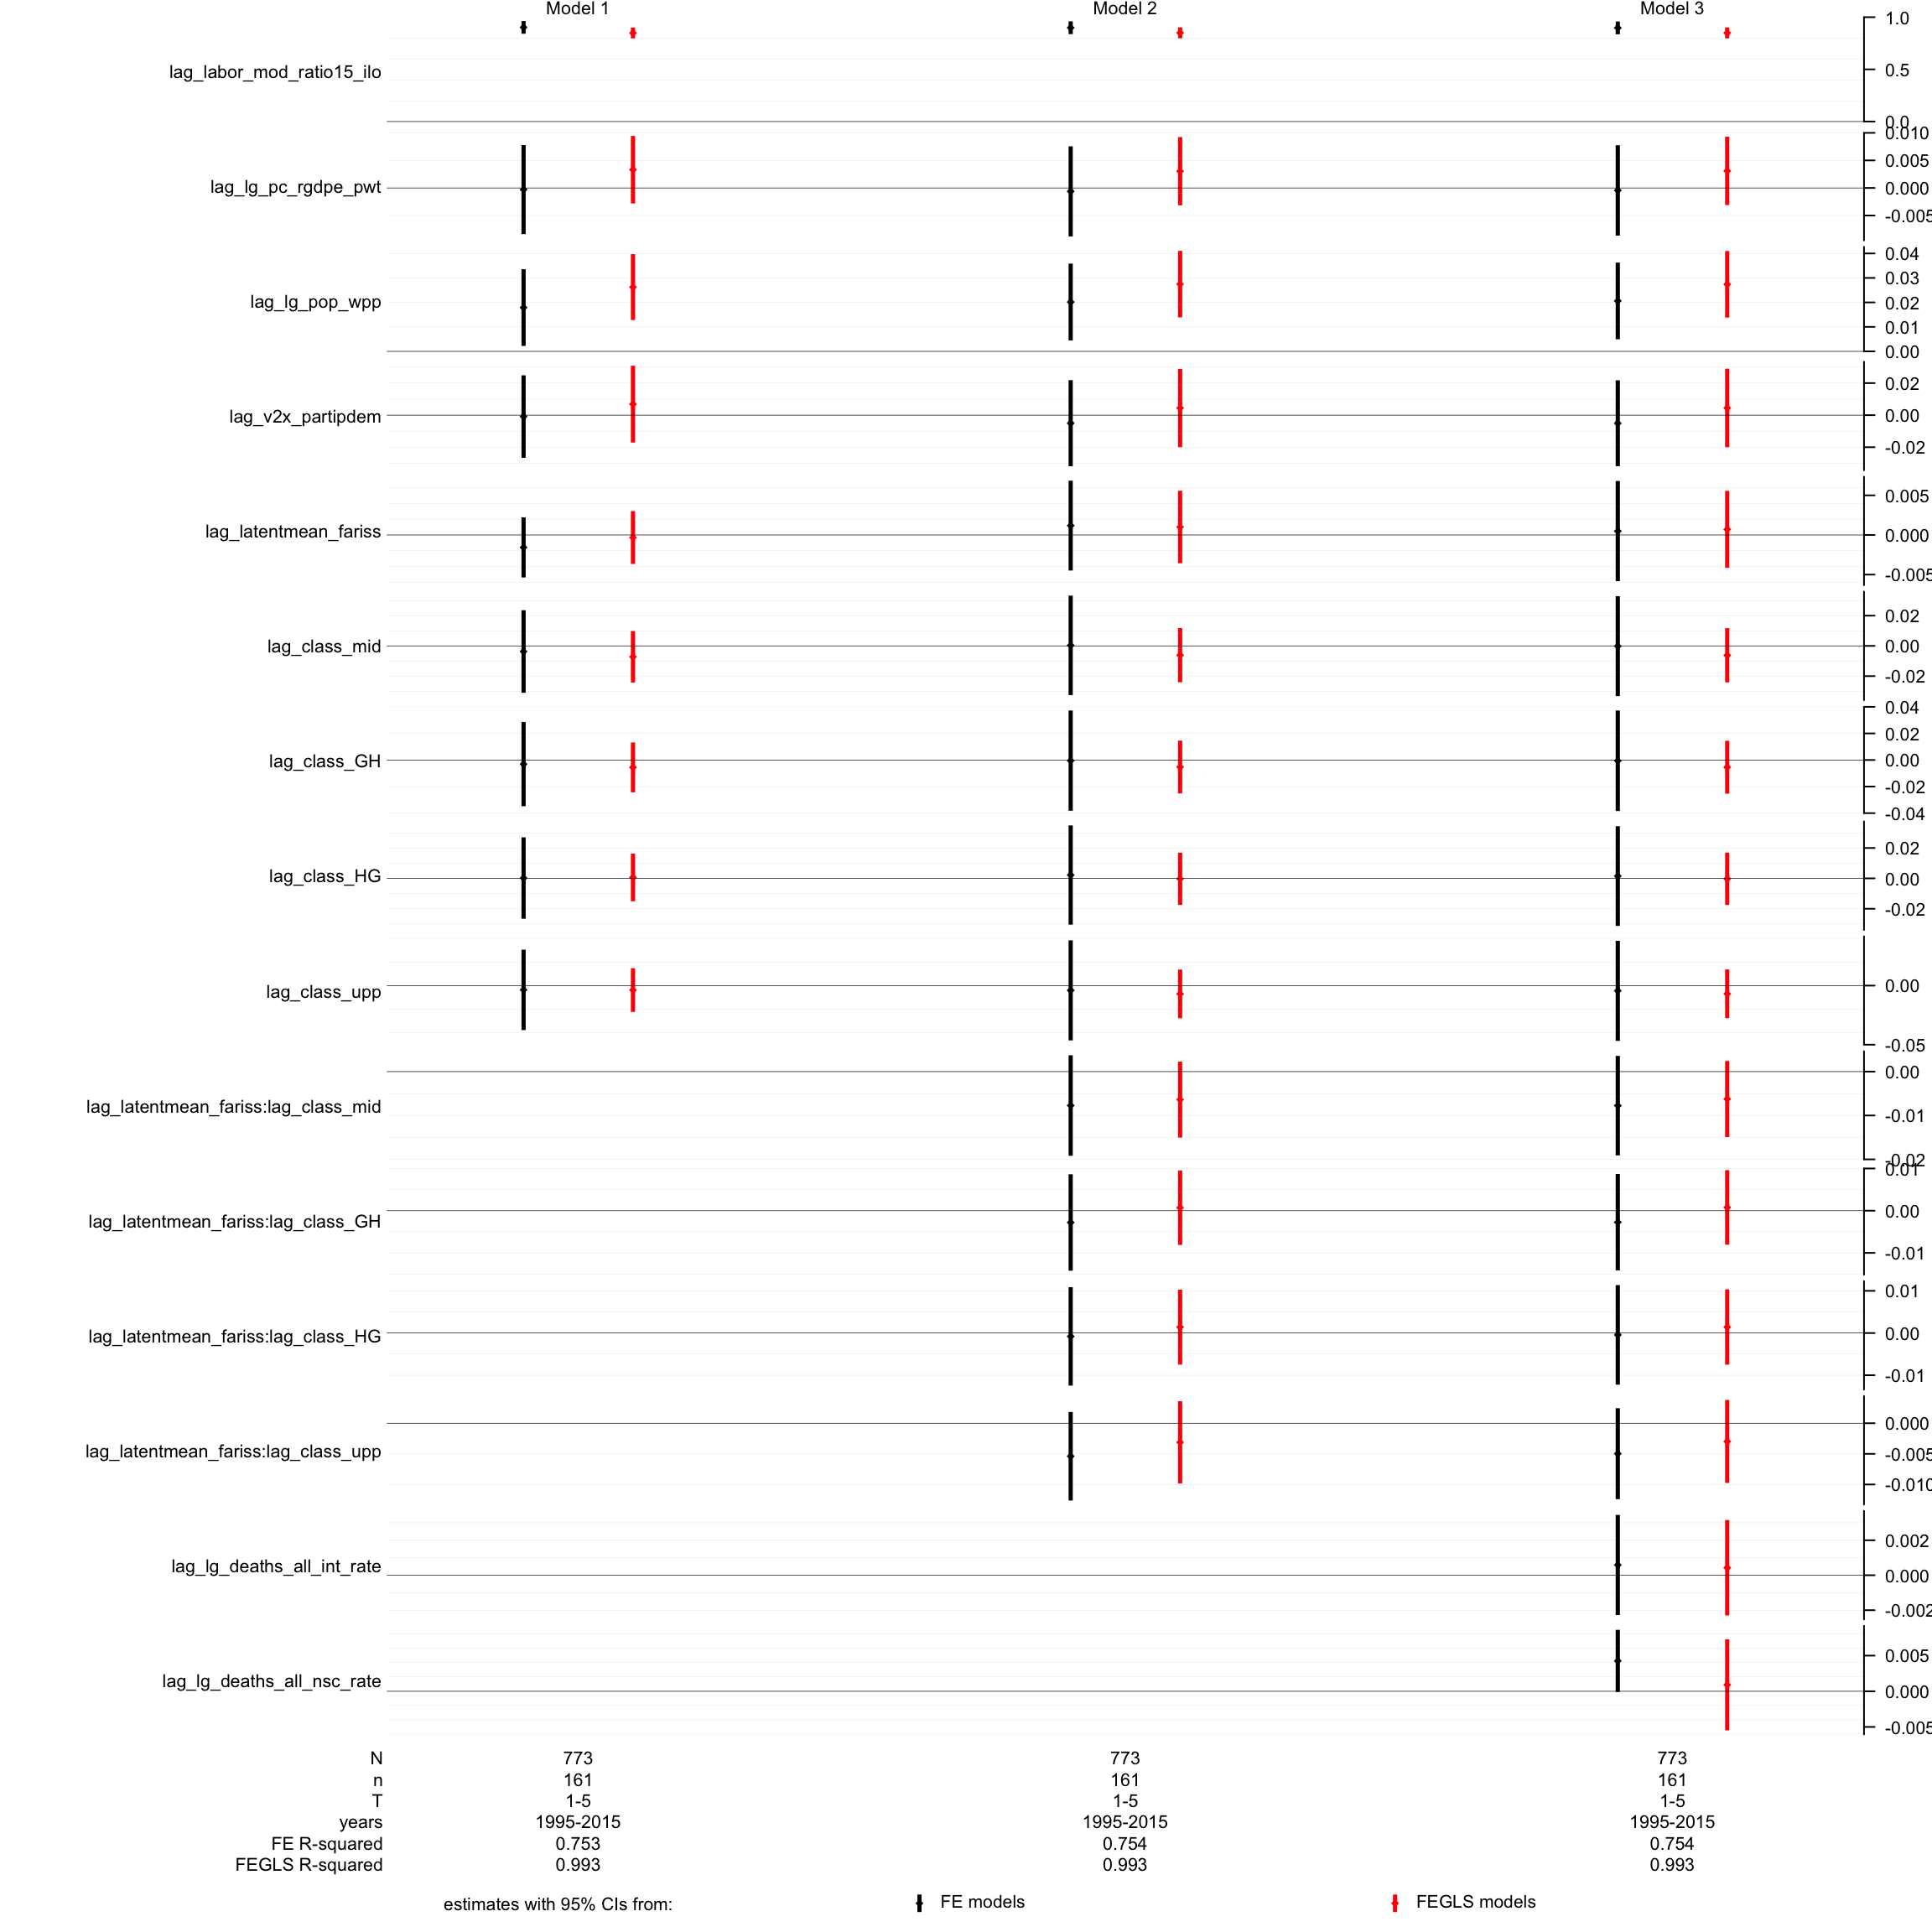 Model 1 Model 2 Model 3
1.0
lag_labor_mod_ratio15_ilo 0.5
0.0
0.010
0.005
lag_lg_pc_rgdpe_pwt 0.000
-0.005
0.04
0.03
lag_lg_pop_wpp 0.02
0.01
0.00
0.02
lag_v2x_partipdem 0.00
-0.02
0.005
lag_latentmean_fariss 0.000
-0.005
0.02
lag_class_mid 0.00
-0.02
0.04
0.02
lag_class_GH 0.00
-0.02
-0.04
0.02
lag_class_HG 0.00
-0.02
0.00
lag_class_upp
-0.05
0.00
lag_latentmean_fariss:lag_class_mid -0.01
-0.02
0.01
lag_latentmean_fariss:lag_class_GH 0.00
-0.01
0.01
lag_latentmean_fariss:lag_class_HG 0.00
-0.01
0.000
lag_latentmean_fariss:lag_class_upp -0.005
-0.010
0.002
lag_lg_deaths_all_int_rate 0.000
-0.002
0.005
lag_lg_deaths_all_nsc_rate 0.000
-0.005
N 773 773 773
n 161 161 161
T 1-5 1-5 1-5
years 1995-2015 1995-2015 1995-2015
FE R-squared 0.753 0.754 0.754
FEGLS R-squared 0.993 0.993 0.993
estimates with 95% CIs from: FE models FEGLS models